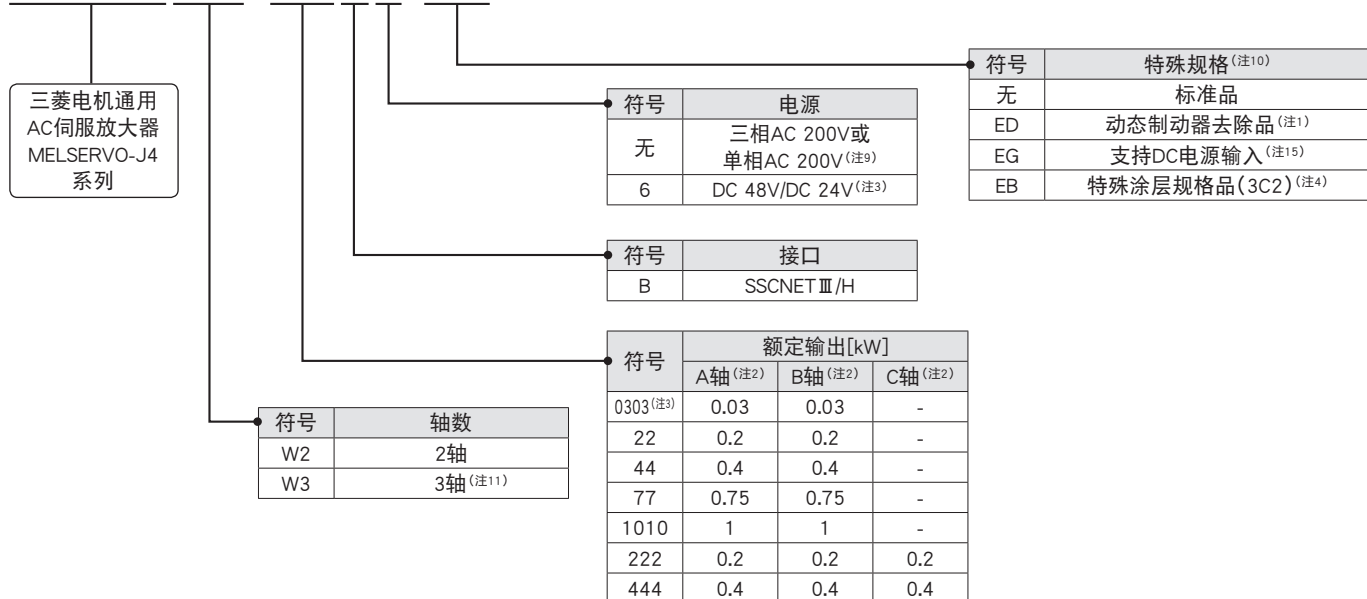 三菱电机通用
AC伺服放大器
MELSERVO-J4
系列
符号 特殊规格(注10)
无 标准品
ED 动态制动器去除品(注1)
EG 支持DC电源输入(注15)
EB 特殊涂层规格品(3C2)(注4)
符号 电源
无 三相AC 200V或
单相AC 200V(注9)
6 DC 48V/DC 24V(注3)
符号 接口
B SSCNETⅢ/H
符号 额定输出[kW]
A轴(注2) B轴(注2) C轴(注2)
0303(注3) 0.03 0.03 -
22 0.2 0.2 -
44 0.4 0.4 -
77 0.75 0.75 -
1010 1 1 -
222 0.2 0.2 0.2
444 0.4 0.4 0.4
符号 轴数
W2 2轴
W3 3轴(注11)